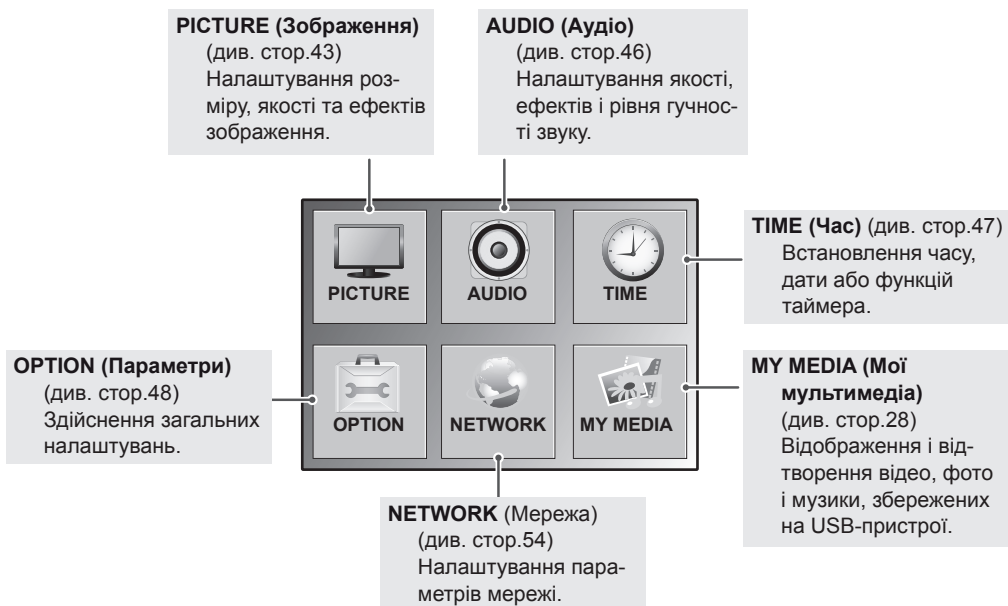 PICTURE (Зображення)
(див. стор.43)
Налаштування роз-
міру, якості та ефектів
зображення.
AUDIO (Аудіо)
(див. стор.46)
Налаштування якості,
ефектів і рівня гучнос-
ті звуку.
PICTURE
AUDIO
TIME
TIME (Час) (див. стор.47)
Встановлення часу,
дати або функцій
таймера.
OPTION (Параметри)
(див. стор.48)
Здійснення загальних
налаштувань.
OPTION
NETWORK
MY MEDIA
MY MEDIA (Мої
мультимедіа)
(див. стор.28)
Відображення і від-
творення відео, фото
і музики, збережених
на USB-пристрої.
NETWORK (Мережа)
(див. стор.54)
Налаштування пара-
метрів мережі.